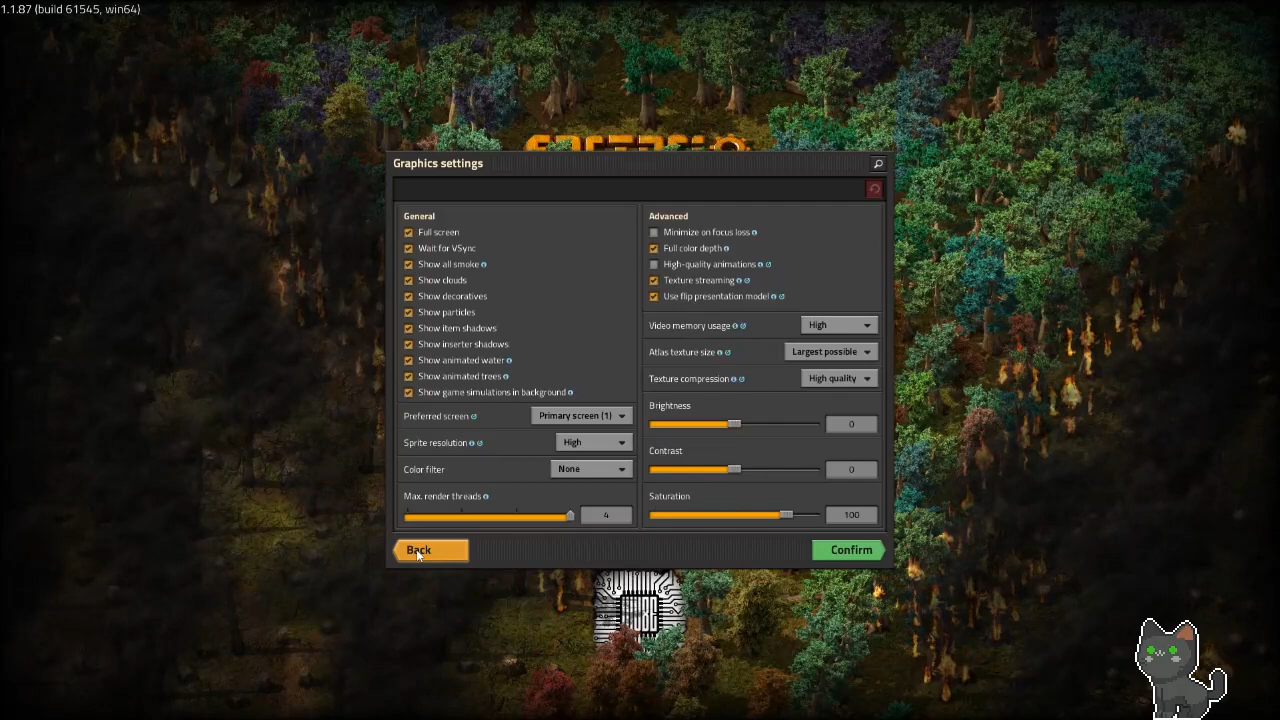 1.1.87 (build 61545, win64)
FACTORIO
Graphics settings
General
Full screen
Wait for VSync
Show all smoke
Show clouds
Show decoratives
Show particles
Show item shadows
Show inserter shadows
Show animated water
Show animated trees
Show game simulations in background
Preferred screen Primary screen (1)
Sprite resolution High
Color filter None
Max. render threads
4
Advanced
Minimize on focus loss
Full color depth
High-quality animations
Texture streaming
Use flip presentation model
Video memory usage High
Atlas texture size Largest possible
Texture compression High quality
Brightness
0
Contrast
0
Saturation
100
Back
Confirm